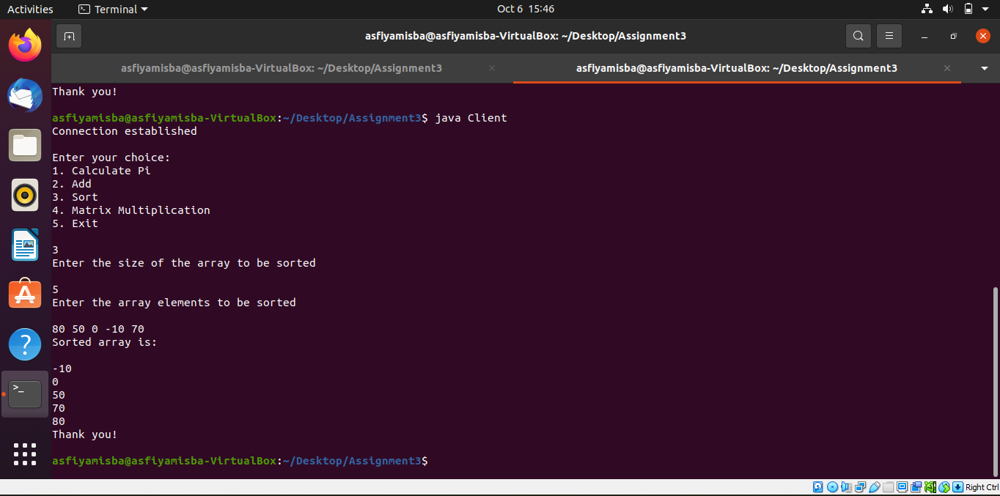 Activities
Terminal
Oct 6 15:46
asfiyamisba@asfiyamisba-VirtualBox: ~/Desktop/Assignment3
asfiyamisba@asfiyamisba-VirtualBox: ~/Desktop/Assignment3
asfiyamisba@asfiyamisba-VirtualBox: ~/Desktop/Assignment3
Thank you!
asfiyamisba@asfiyamisba-VirtualBox:~/Desktop/Assignment3$ java Client
Connection established
Enter your choice:
1. Calculate Pi
2. Add
3. Sort
4. Matrix Multiplication
5. Exit
3
Enter the size of the array to be sorted
5
Enter the array elements to be sorted
80 50 0 -10 70
Sorted array is:
-10
0
50
70
80
Thank you!
asfiyamisba@asfiyamisba-VirtualBox:~/Desktop/Assignment3$
Right Ctrl